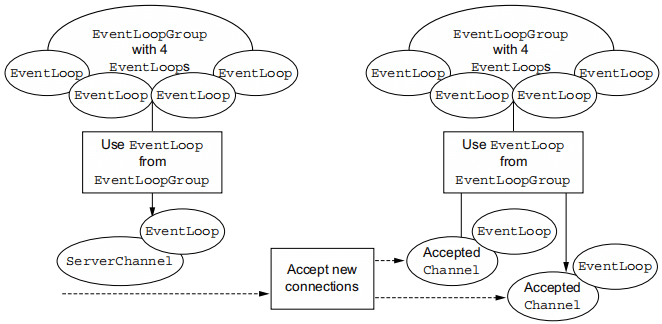 EventLoopGroup
with 4
EventLoops
EventLoop
EventLoop
EventLoop
EventLoop
Use EventLoop
from
EventLoopGroup
EventLoop
ServerChannel
EventLoopGroup
with 4
EventLoops
EventLoop
EventLoop
EventLoop
EventLoop
Use EventLoop
from
EventLoopGroup
Accept new
connections
EventLoop
Accepted
Channel
EventLoop
Accepted
Channel